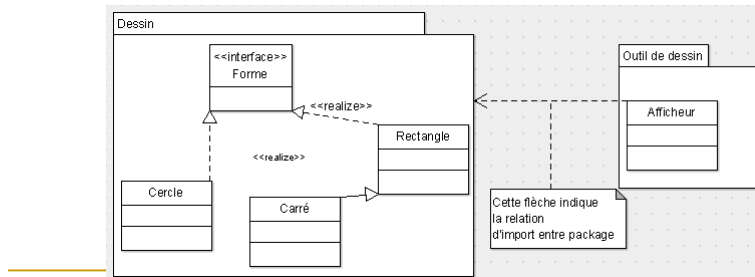 Dessin
<<interface>>
Forme
<<realize>>
Rectangle
<<realize>>
Cercle
Carré
Outil de dessin
Afficheur
Cette flèche indique
la relation
d'import entre package